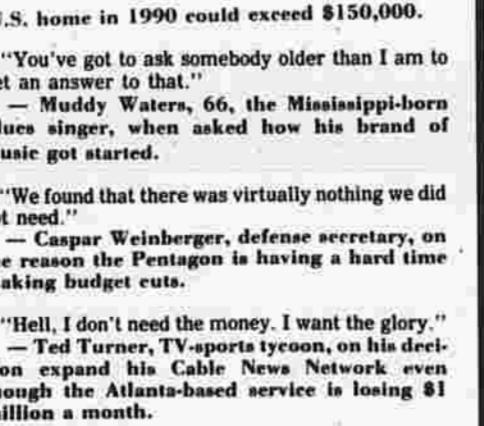 .S. home in 1990 could exceed $150,000.
"You've got to ask somebody older than I am to
et an answer to that."
— Muddy Waters, 66, the Mississippi-born
lues singer, when asked how his brand of
usic got started.
"We found that there was virtually nothing we did
t need."
— Caspar Weinberger, defense secretary, on
e reason the Pentagon is having a hard time
aking budget cuts.
"Hell, I don't need the money. I want the glory."
— Ted Turner, TV-sports tycoon, on his deci-
on expand his Cable News Network even
ough the Atlanta-based service is losing $1
illion a month.